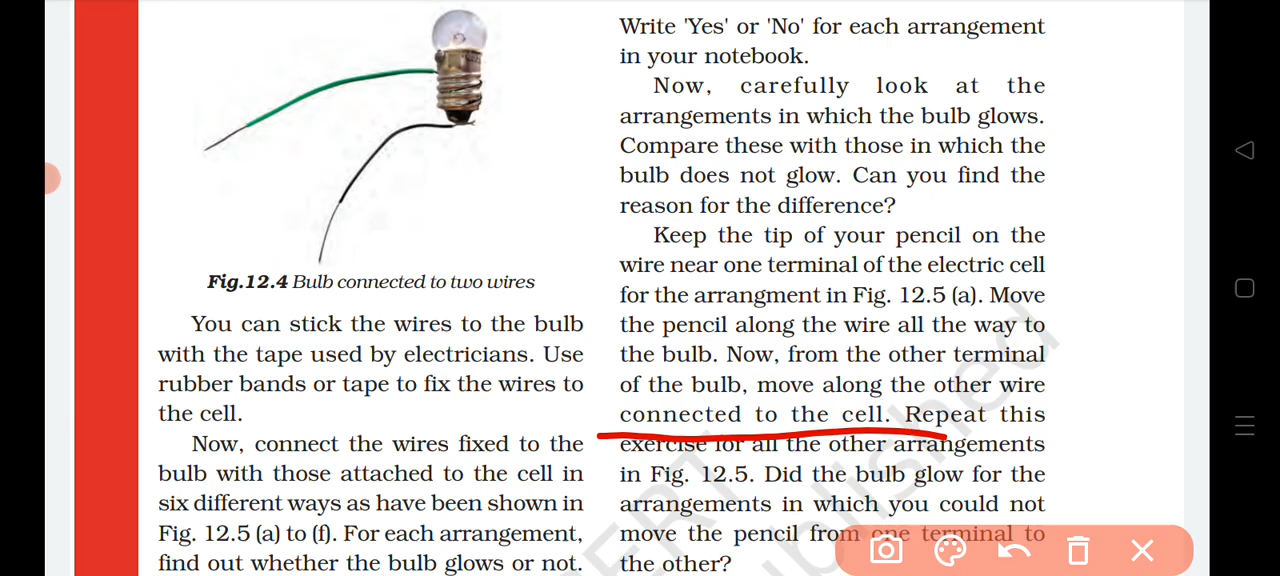 Fig.12.4 Bulb connected to two wires
You can stick the wires to the bulb
with the tape used by electricians. Use
rubber bands or tape to fix the wires to
the cell.
Now, connect the wires fixed to the
bulb with those attached to the cell in
six different ways as have been shown in
Fig. 12.5 (a) to (f). For each arrangement,
find out whether the bulb glows or not.
Write 'Yes' or 'No' for each arrangement
in your notebook.
Now, carefully look at the
arrangements in which the bulb glows.
Compare these with those in which the
bulb does not glow. Can you find the
reason for the difference?
Keep the tip of your pencil on the
wire near one terminal of the electric cell
for the arrangment in Fig. 12.5 (a). Move
the pencil along the wire all the way to
the bulb. Now, from the other terminal
of the bulb, move along the other wire
connected to the cell. Repeat this
exercise for all the other arrangements
in Fig. 12.5. Did the bulb glow for the
arrangements in which you could not
move the pencil from one terminal to
the other?